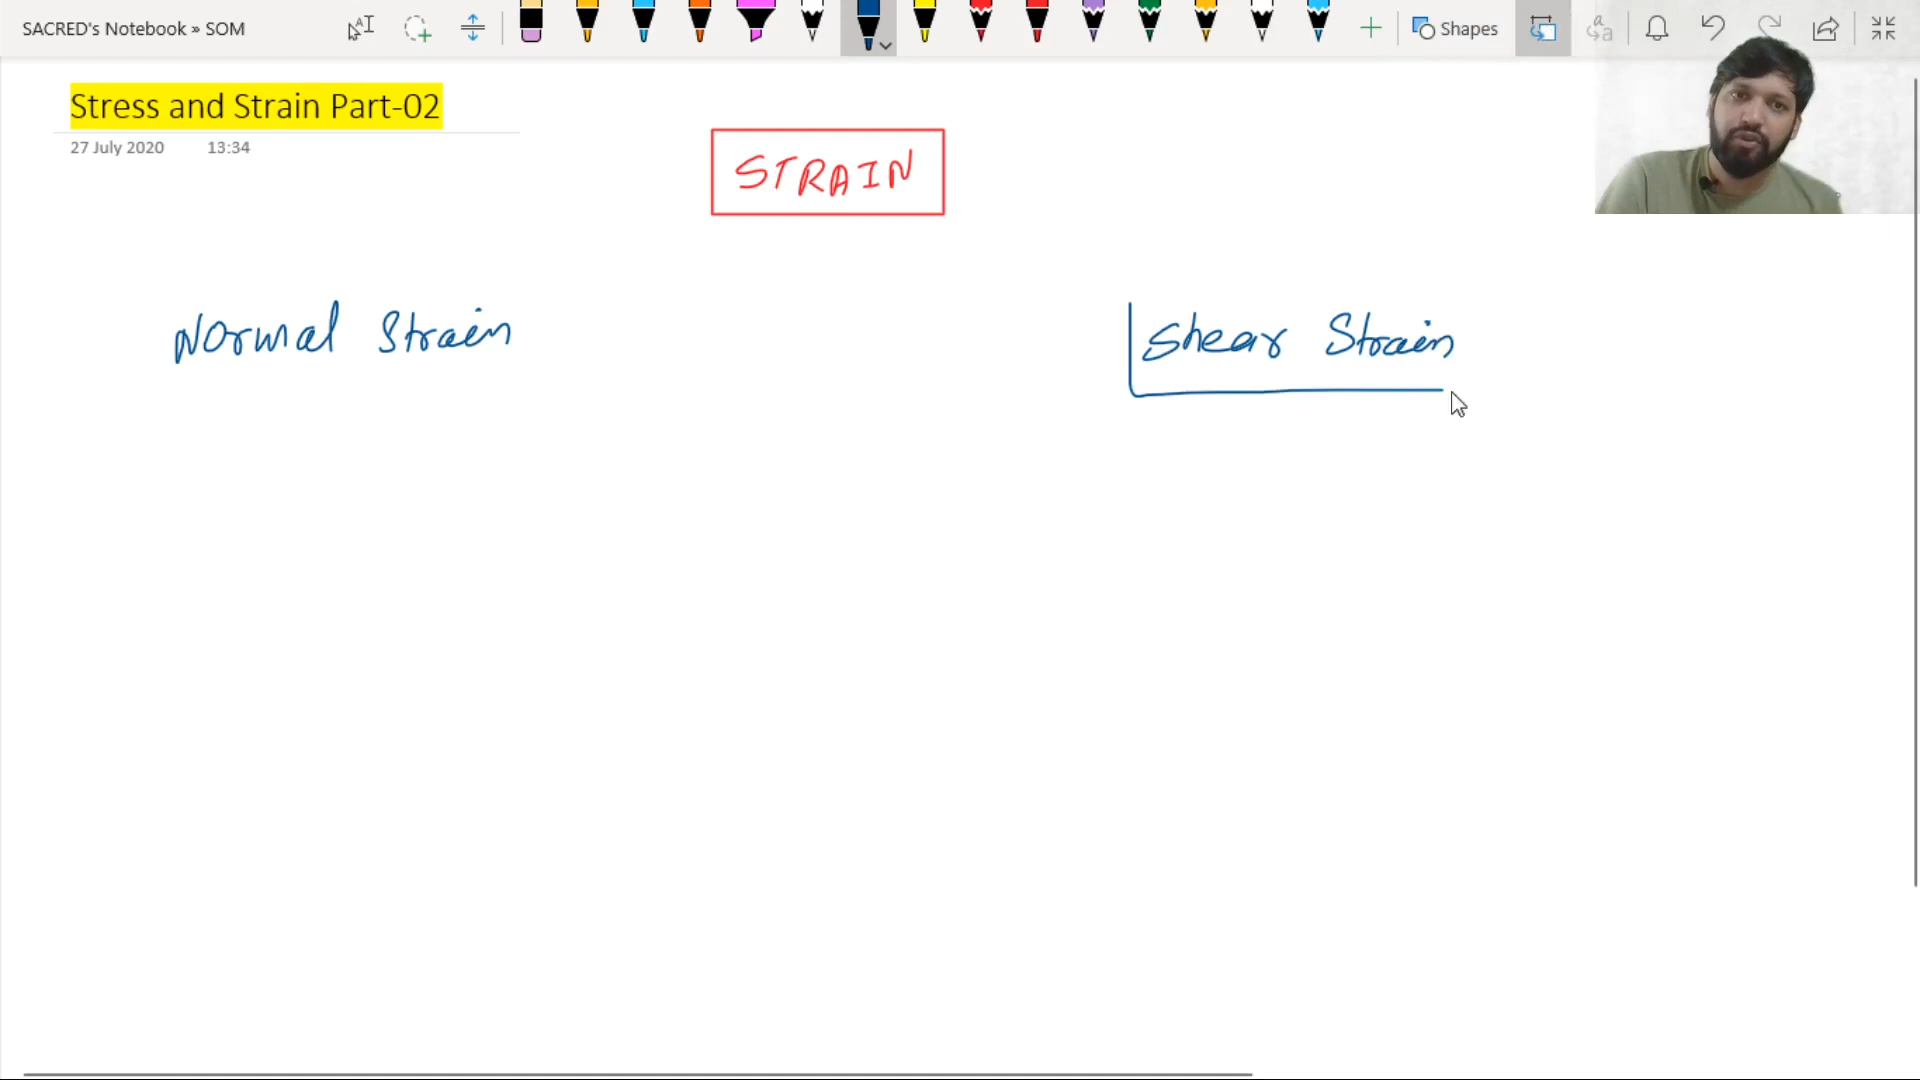 SACRED's Notebook » SOM
Shapes
Stress and Strain Part-02
27 July 2020 13:34
STRAIN
Normal Strain
Shear Strain